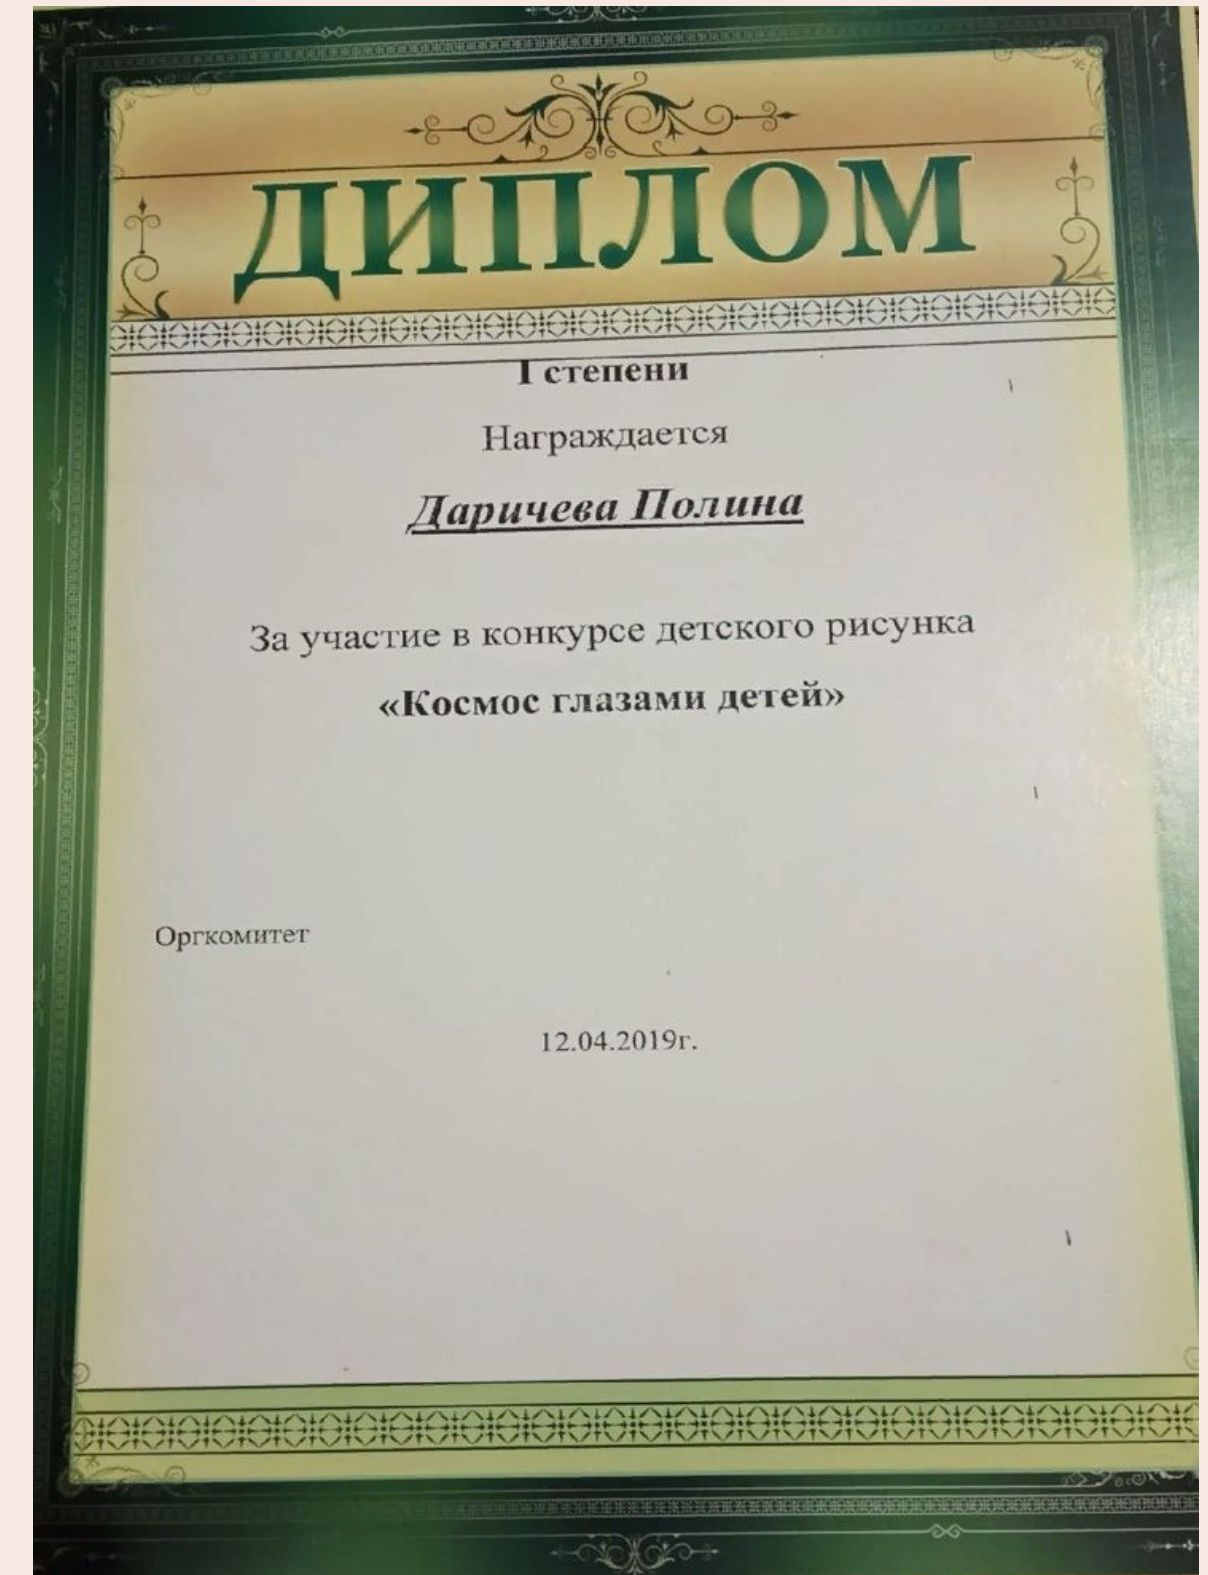 ДИПЛОМ
I степени
Награждается
Даричева Полина
За участие в конкурсе детского рисунка
«Космос глазами детей»
Оргкомитет
12.04.2019г.